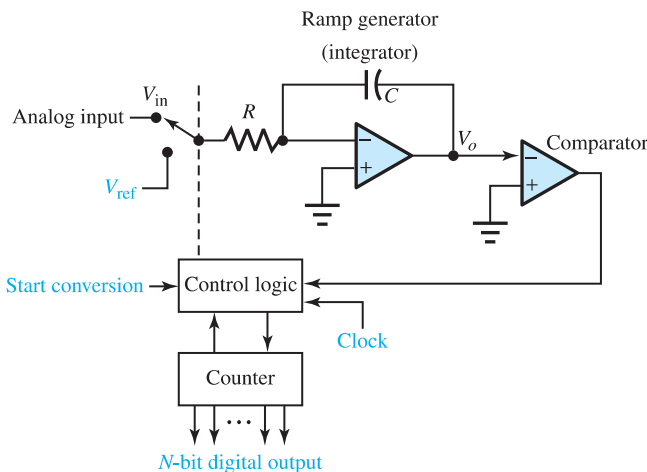 Ramp generator
(integrator)
C
V_in
Analog input
R
−
+
V_o
Comparator
−
+
V_ref
Start conversion
Control logic
Clock
Counter
...
N-bit digital output